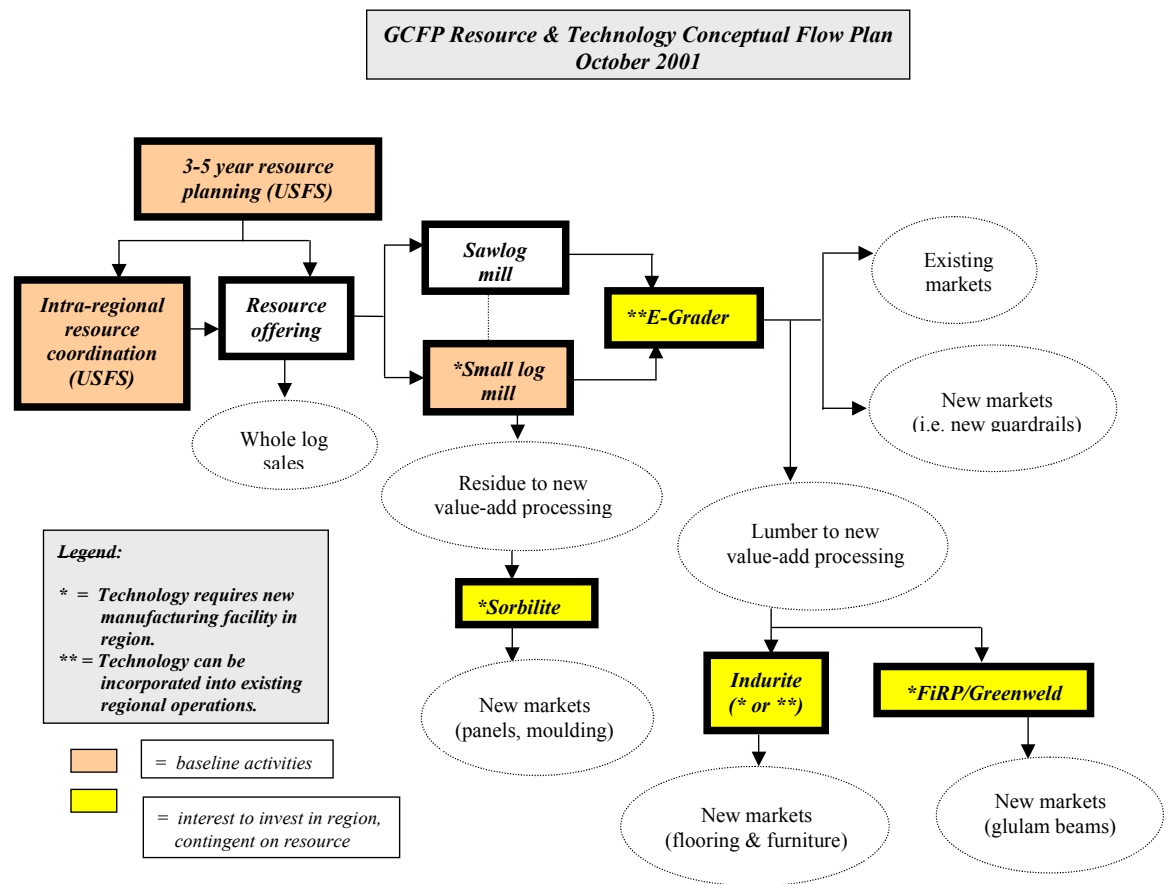 GCFP Resource & Technology Conceptual Flow Plan
October 2001
3-5 year resource
planning (USFS)
Intra-regional
resource
coordination
(USFS)
Resource
offering
Whole log
sales
Sawlog
mill
*Small log
mill
**E-Grader
Existing
markets
New markets
(i.e. new guardrails)
Residue to new
value-add processing
Lumber to new
value-add processing
*Sorbilite
New markets
(panels, moulding)
Indurite
(* or **)
*FiRP/Greenweld
New markets
(flooring & furniture)
New markets
(glulam beams)
Legend:
* = Technology requires new
manufacturing facility in
region.
** = Technology can be
incorporated into existing
regional operations.
= baseline activities
= interest to invest in region,
contingent on resource